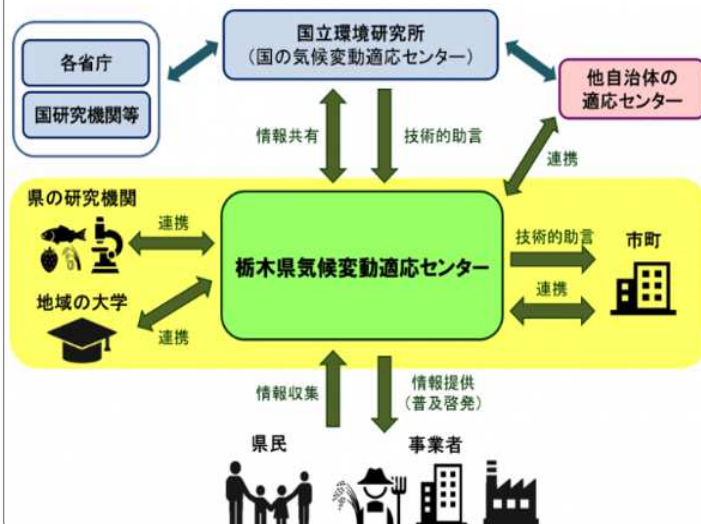 国立環境研究所
（国の気候変動適応センター）
各省庁
国研究機関等
他自治体の
適応センター
情報共有
技術的助言
連携
県の研究機関
連携
栃木県気候変動適応センター
技術的助言
市町
地域の大学
連携
連携
情報収集
情報提供
（普及啓発）
県民
事業者